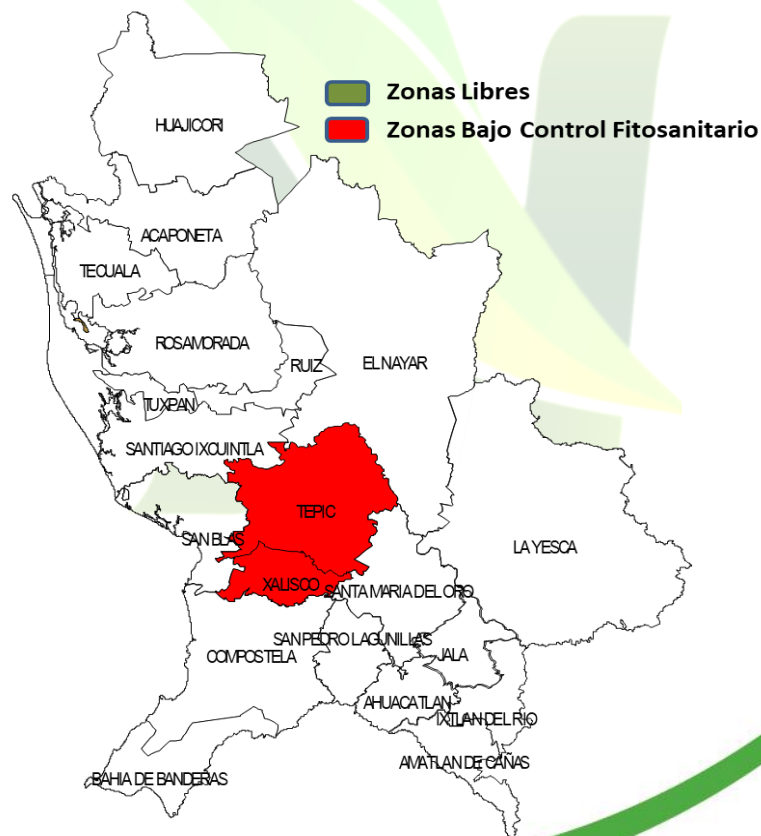 Zonas Libres
Zonas Bajo Control Fitosanitario
HUAJICORI
ACAPONETA
TECUALA
ROSAMORADA
RUIZ
EL NAYAR
TUXPAN
SANTIAGO IXCUINTLA
TEPIC
SAN BLAS
LA YESCA
XALISCO
SANTA MARIA DEL ORO
SAN PEDRO LAGUNILLAS
COMPOSTELA
JALA
AHUACATLAN
IXTLAN DEL RIO
AMATLAN DE CAÑAS
BAHIA DE BANDERAS